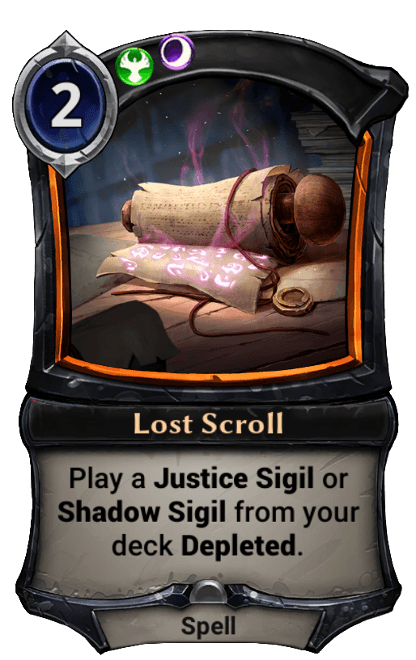 2
Lost Scroll
Play a Justice Sigil or
Shadow Sigil from your
deck Depleted.
Spell